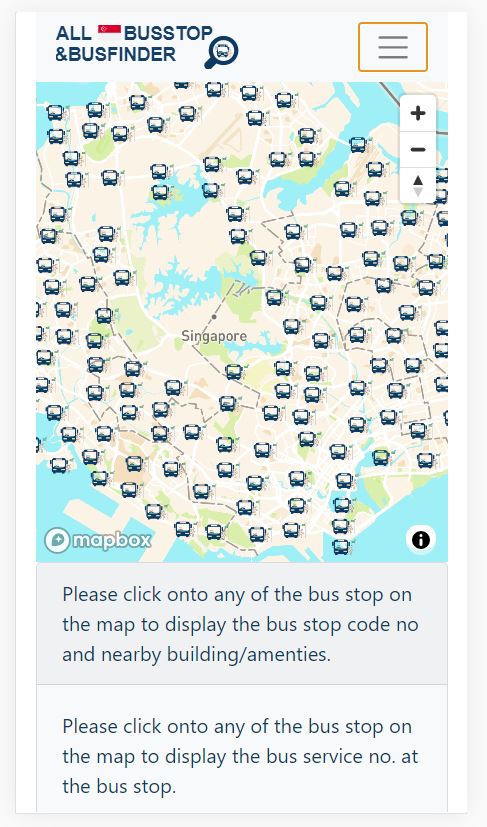 ALL BUSSTOP
&BUSFINDER
Singapore
mapbox
Please click onto any of the bus stop on
the map to display the bus stop code no
and nearby building/amenties.
Please click onto any of the bus stop on
the map to display the bus service no. at
the bus stop.